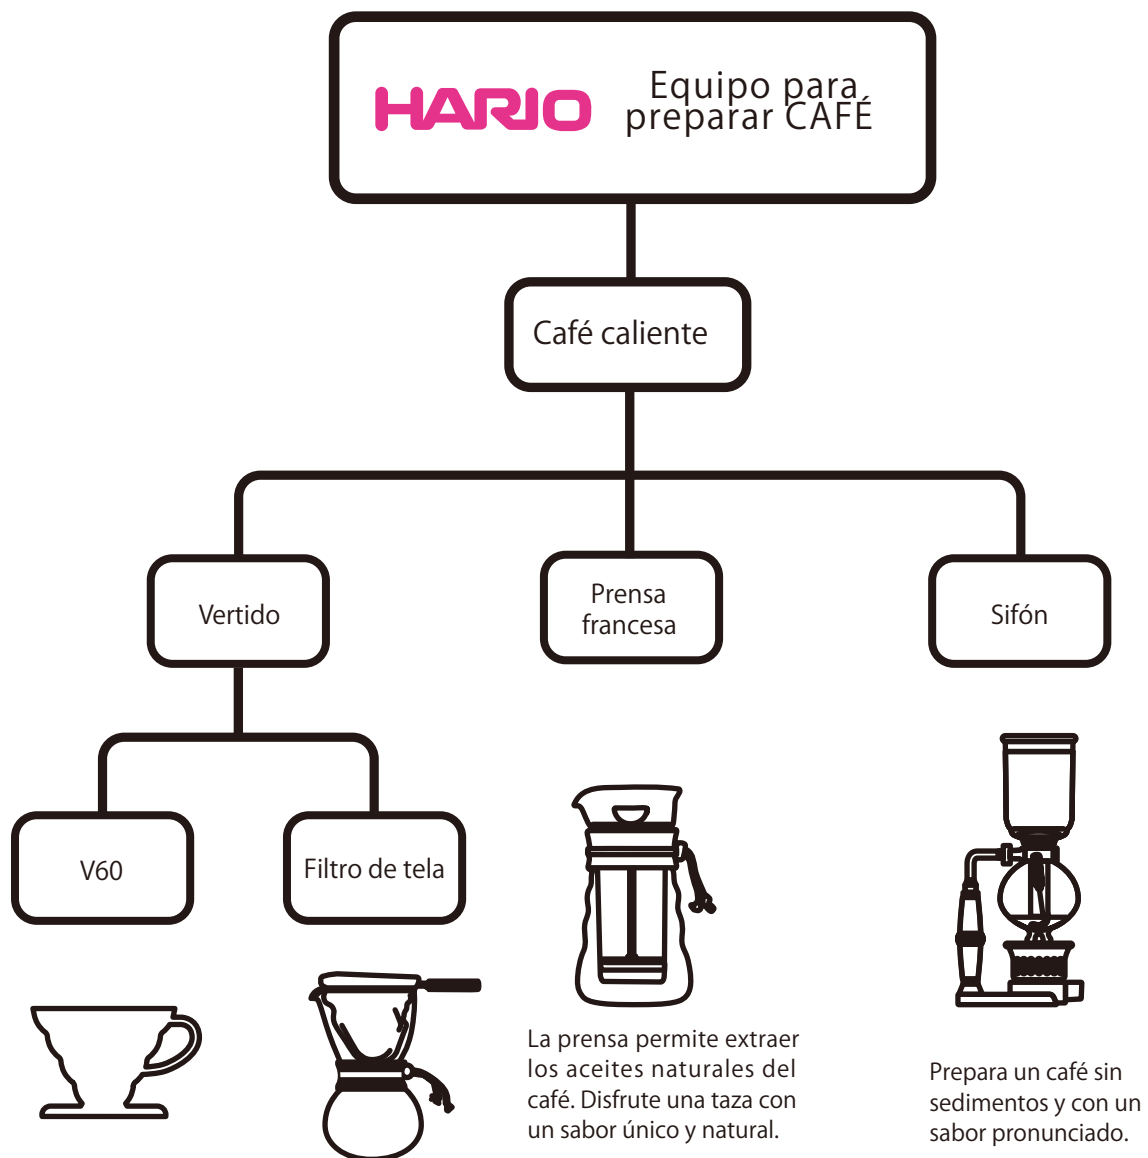 HARIO
Equipo para
preparar CAFÉ
Café caliente
Vertido
Prensa
francesa
Sifón
V60
Filtro de tela
La prensa permite extraer
los aceites naturales del
café. Disfrute una taza con
un sabor único y natural.
Prepara un café sin
sedimentos y con un
sabor pronunciado.